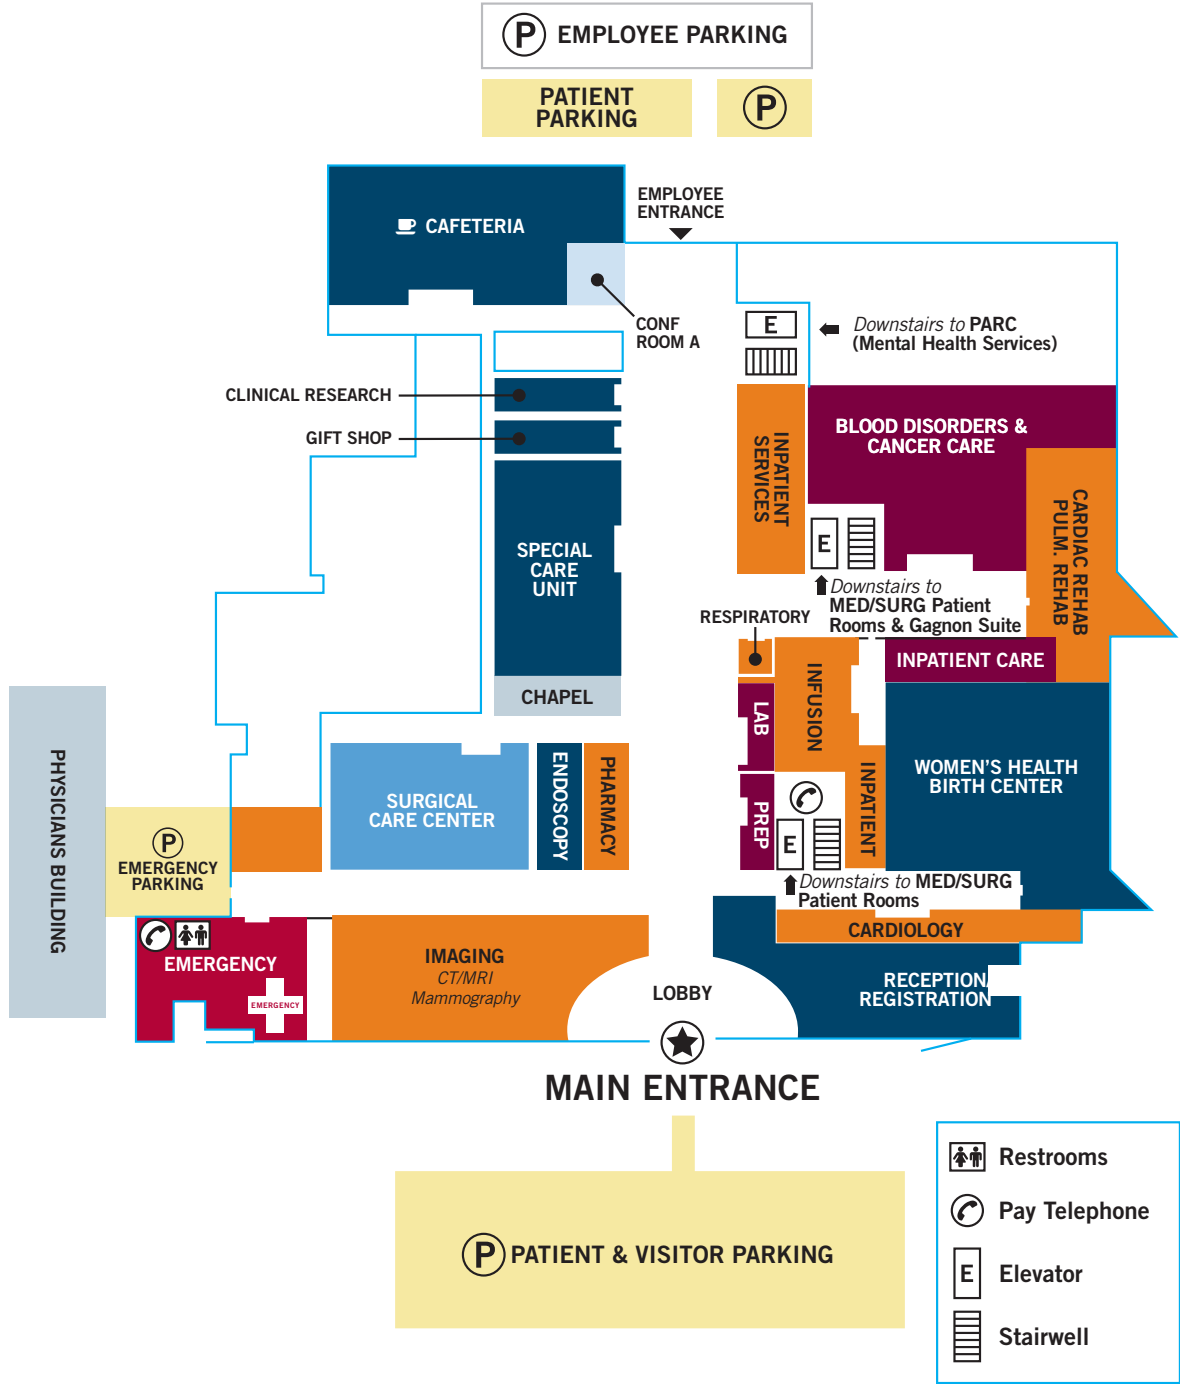 P EMPLOYEE PARKING
PATIENT
PARKING
P
EMPLOYEE
ENTRANCE
CAFETERIA
CONF
ROOM A
E
Downstairs to PARC
(Mental Health Services)
CLINICAL RESEARCH
GIFT SHOP
BLOOD DISORDERS &
CANCER CARE
INPATIENT
SERVICES
CARDIAC REHAB
PULM. REHAB
SPECIAL
CARE
UNIT
E
Downstairs to
MED/SURG Patient
Rooms & Gagnon Suite
RESPIRATORY
INPATIENT CARE
CHAPEL
INFUSION
LAB
PHYSICIANS BUILDING
SURGICAL
CARE CENTER
ENDOSCOPY
PHARMACY
WOMEN'S HEALTH
BIRTH CENTER
INPATIENT
PREP
E
P
EMERGENCY
PARKING
Downstairs to MED/SURG
Patient Rooms
CARDIOLOGY
EMERGENCY
EMERGENCY
IMAGING
CT/MRI
Mammography
LOBBY
RECEPTION
REGISTRATION
MAIN ENTRANCE
P PATIENT & VISITOR PARKING
Restrooms
Pay Telephone
E Elevator
Stairwell